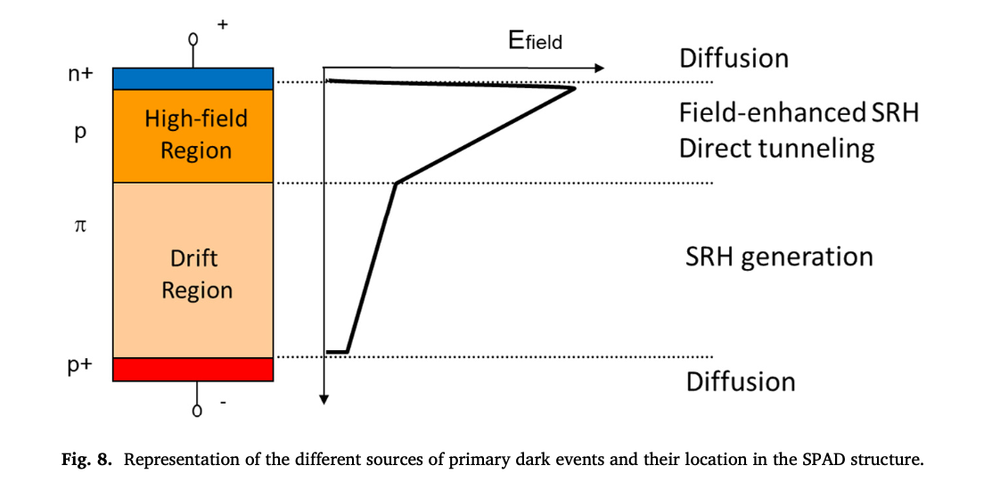 +
Efield
n+
Diffusion
High-field
Region
p
Field-enhanced SRH
Direct tunneling
π
Drift
Region
SRH generation
p+
Diffusion
-
Fig. 8. Representation of the different sources of primary dark events and their location in the SPAD structure.